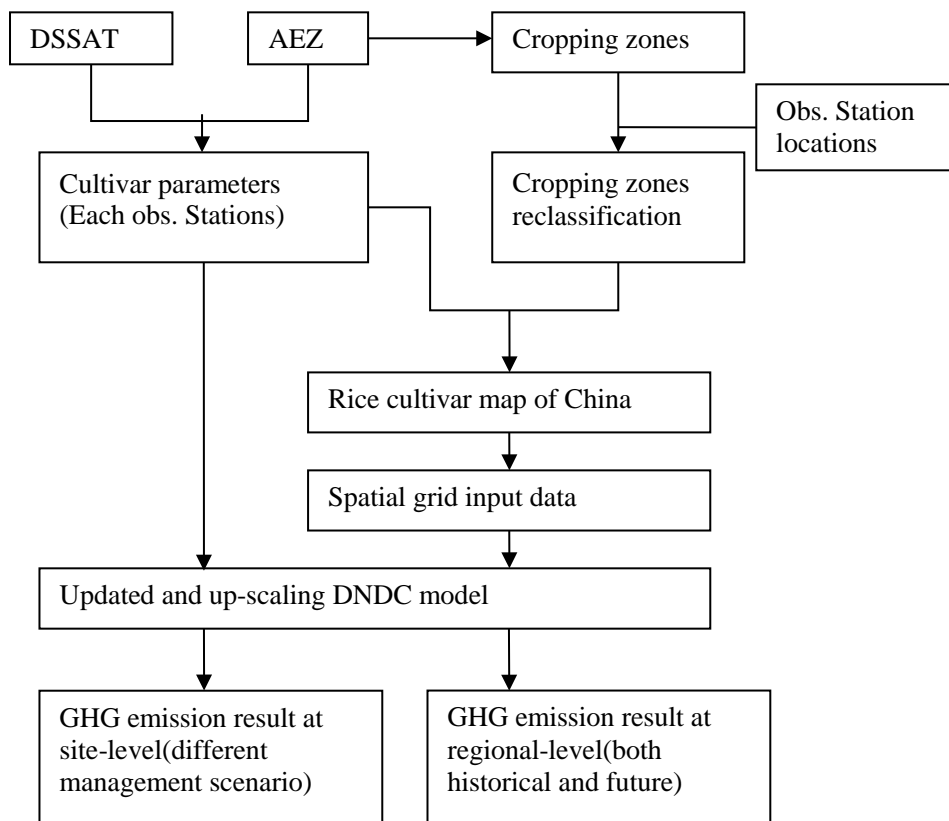 DSSAT
AEZ
Cropping zones
Obs. Station
locations
Cultivar parameters
(Each obs. Stations)
Cropping zones
reclassification
Rice cultivar map of China
Spatial grid input data
Updated and up-scaling DNDC model
GHG emission result at
site-level(different
management scenario)
GHG emission result at
regional-level(both
historical and future)